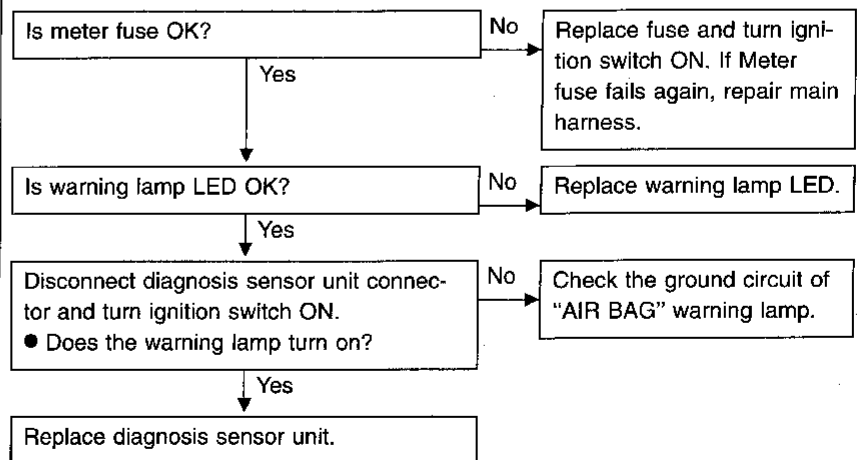 Is meter fuse OK?
No
Replace fuse and turn igni-
tion switch ON. If Meter
fuse fails again, repair main
harness.
Yes
Is warning lamp LED OK?
No
Replace warning lamp LED.
Yes
Disconnect diagnosis sensor unit connec-
tor and turn ignition switch ON.
● Does the warning lamp turn on?
No
Check the ground circuit of
“AIR BAG” warning lamp.
Yes
Replace diagnosis sensor unit.